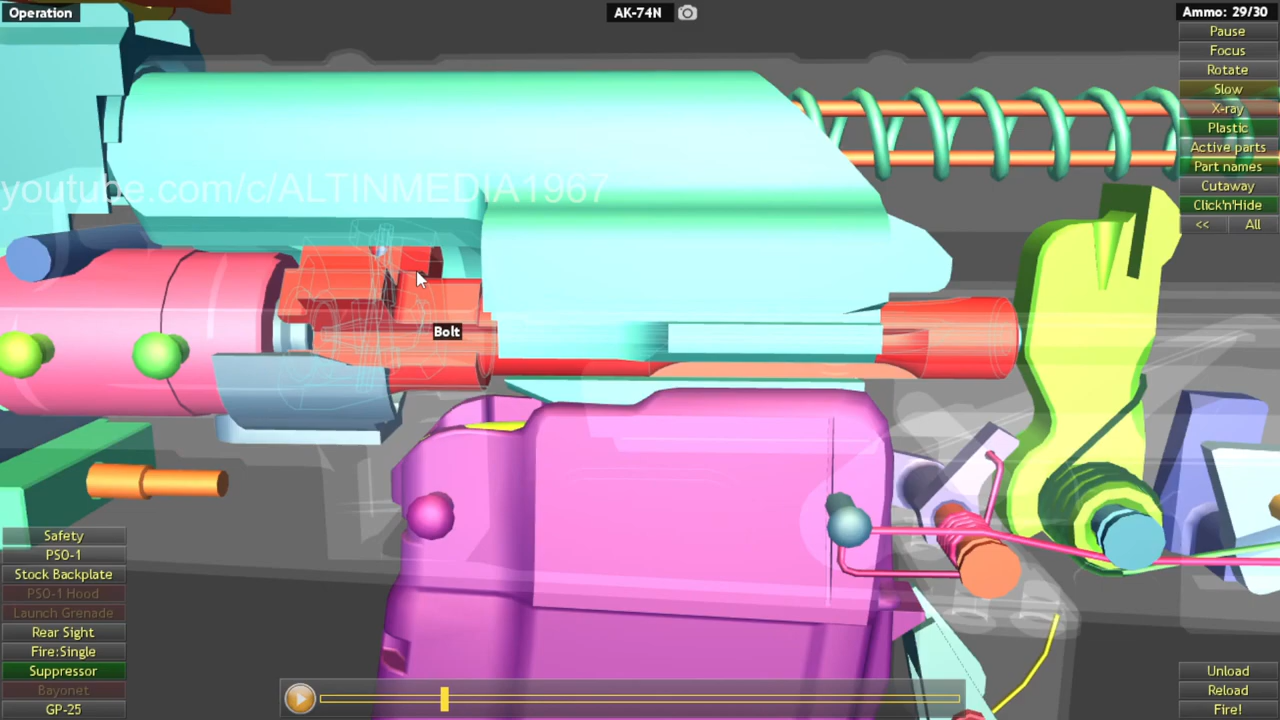 Operation
AK-74N
Ammo: 29/30
Pause
Focus
Rotate
Slow
X-ray
Plastic
Active parts
Part names
Cutaway
Click'n'Hide
<< All
youtube.com/c/ALTINMEDIA1967
Bolt
Safety
PSO-1
Stock Backplate
PSO-1 Hood
Launch Grenade
Rear Sight
Fire:Single
Suppressor
Bayonet
GP-25
Unload
Reload
Fire!